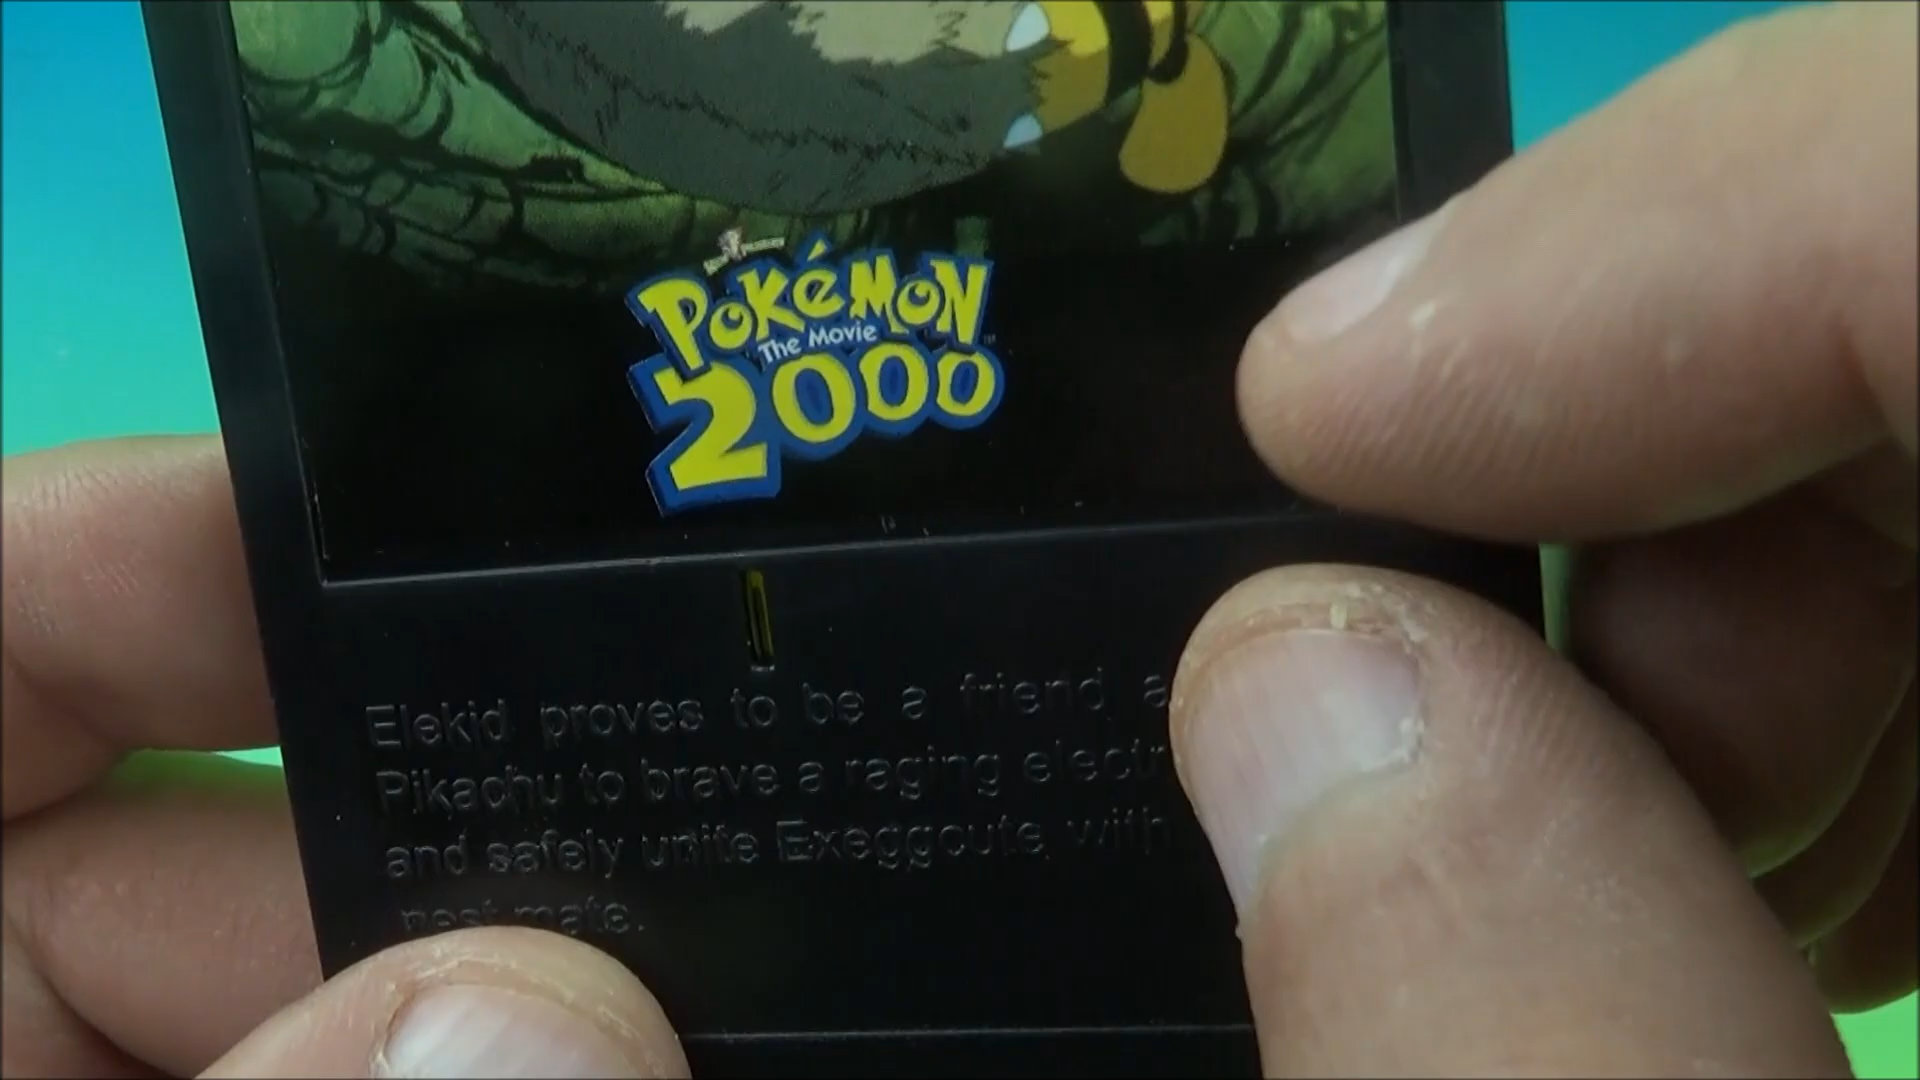 Pokémon
The Movie
2000
Elekid proves to be a friend a
Pikachu to brave a raging electr
and safely unite Exeggcute with
nest mate.